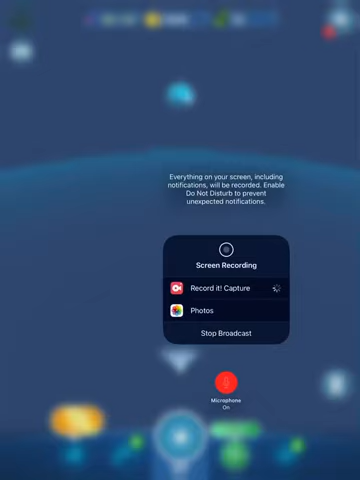 Everything on your screen, including
notifications, will be recorded. Enable
Do Not Disturb to prevent
unexpected notifications.
Screen Recording
Record it! Capture
Photos
Stop Broadcast
Microphone
On